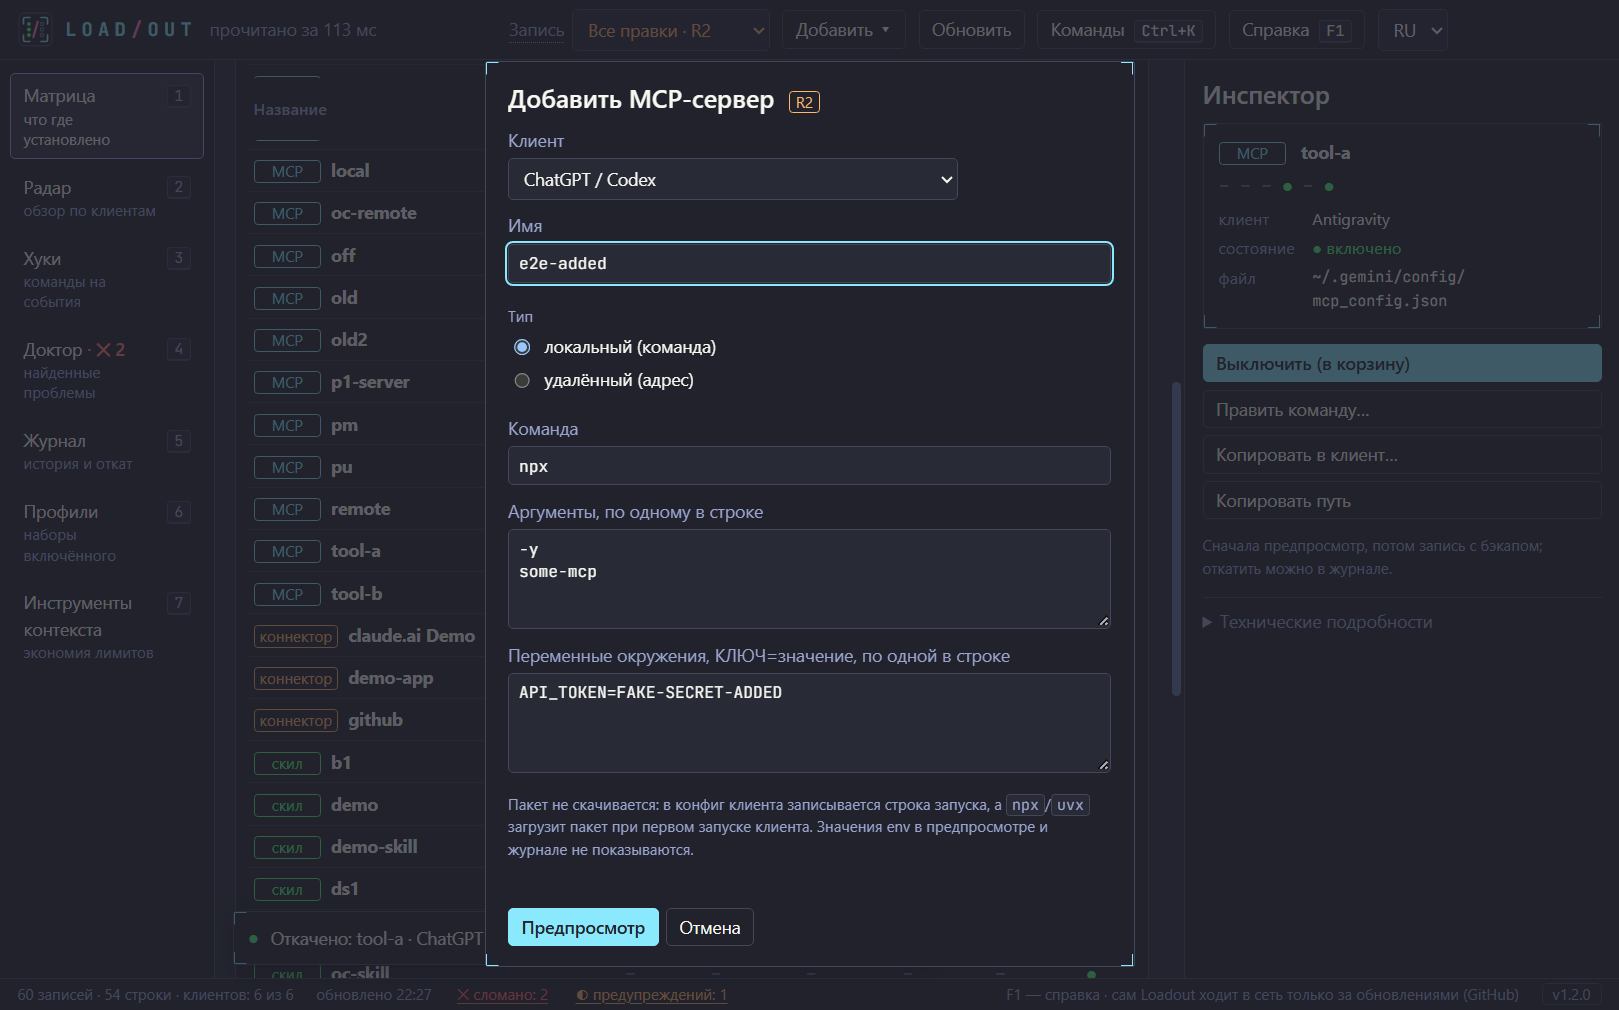 LOAD/OUT прочитано за 113 мс Запись Все правки · R2 Добавить ▾ Обновить Команды Ctrl+K Справка F1 RU
Матрица 1
что где
установлено
Радар 2
обзор по клиентам
Хуки 3
команды на
события
Доктор · ✕ 2 4
найденные
проблемы
Журнал 5
история и откат
Профили 6
наборы
включённого
Инструменты 7
контекста
экономия лимитов
Название
MCP local
MCP oc-remote
MCP off
MCP old
MCP old2
MCP p1-server
MCP pm
MCP pu
MCP remote
MCP tool-a
MCP tool-b
коннектор claude.ai Demo
коннектор demo-app
коннектор github
скил b1
скил demo
скил demo-skill
скил ds1
● Откачено: tool-a · ChatGPT
скил oc-skill
Добавить MCP-сервер R2
Клиент
ChatGPT / Codex
Имя
e2e-added
Тип
локальный (команда)
удалённый (адрес)
Команда
npx
Аргументы, по одному в строке
-y
some-mcp
Переменные окружения, КЛЮЧ=значение, по одной в строке
API_TOKEN=FAKE-SECRET-ADDED
Пакет не скачивается: в конфиг клиента записывается строка запуска, а npx/uvx
загрузит пакет при первом запуске клиента. Значения env в предпросмотре и
журнале не показываются.
Предпросмотр Отмена
Инспектор
MCP tool-a
клиент Antigravity
состояние ● включено
файл ~/.gemini/config/
mcp_config.json
Выключить (в корзину)
Править команду...
Копировать в клиент...
Копировать путь
Сначала предпросмотр, потом запись с бэкапом;
откатить можно в журнале.
▶ Технические подробности
60 записей · 54 строки · клиентов: 6 из 6 обновлено 22:27 ✕ сломано: 2 ◐ предупреждений: 1 F1 — справка · сам Loadout ходит в сеть только за обновлениями (GitHub) v1.2.0